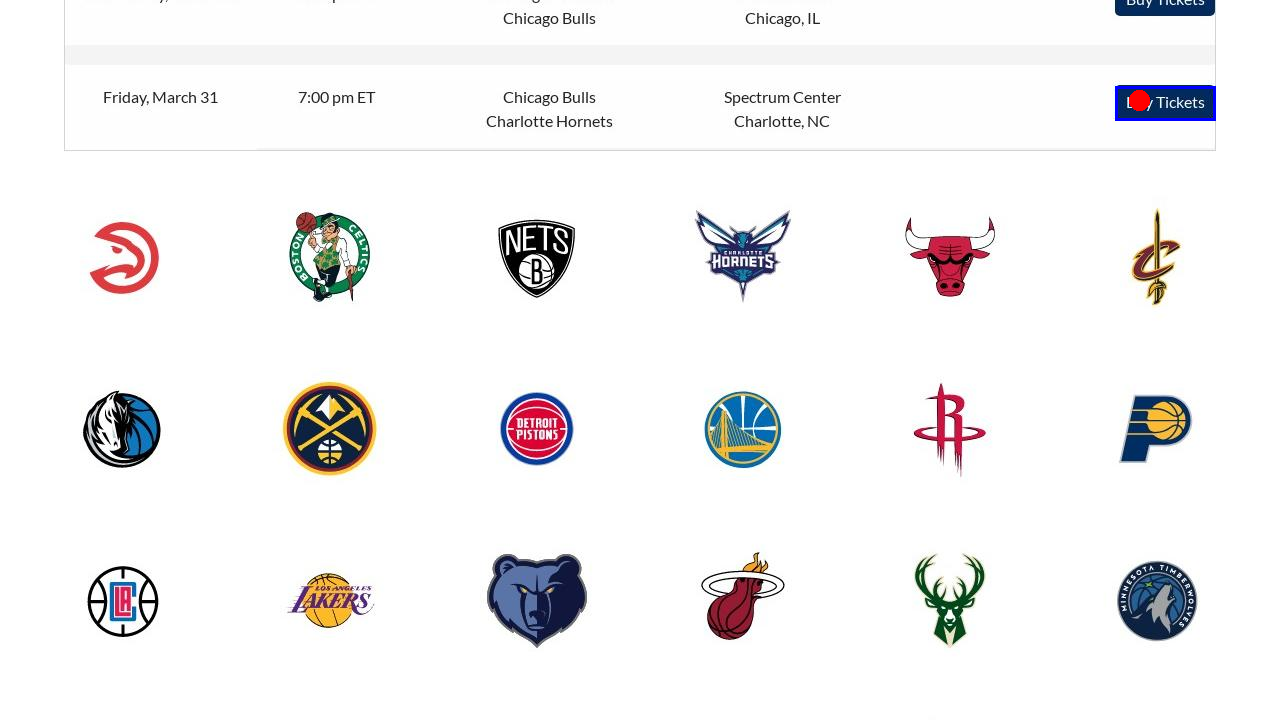 Chicago Bulls
Chicago, IL
Buy Tickets
Friday, March 31
7:00 pm ET
Chicago Bulls
Charlotte Hornets
Spectrum Center
Charlotte, NC
Tickets
BOSTON CELTICS
NETS
B
CHARLOTTE
HORNETS
C
DETROIT
PISTONS
R
P
LA
LOS ANGELES
LAKERS
MINNESOTA TIMBERWOLVES